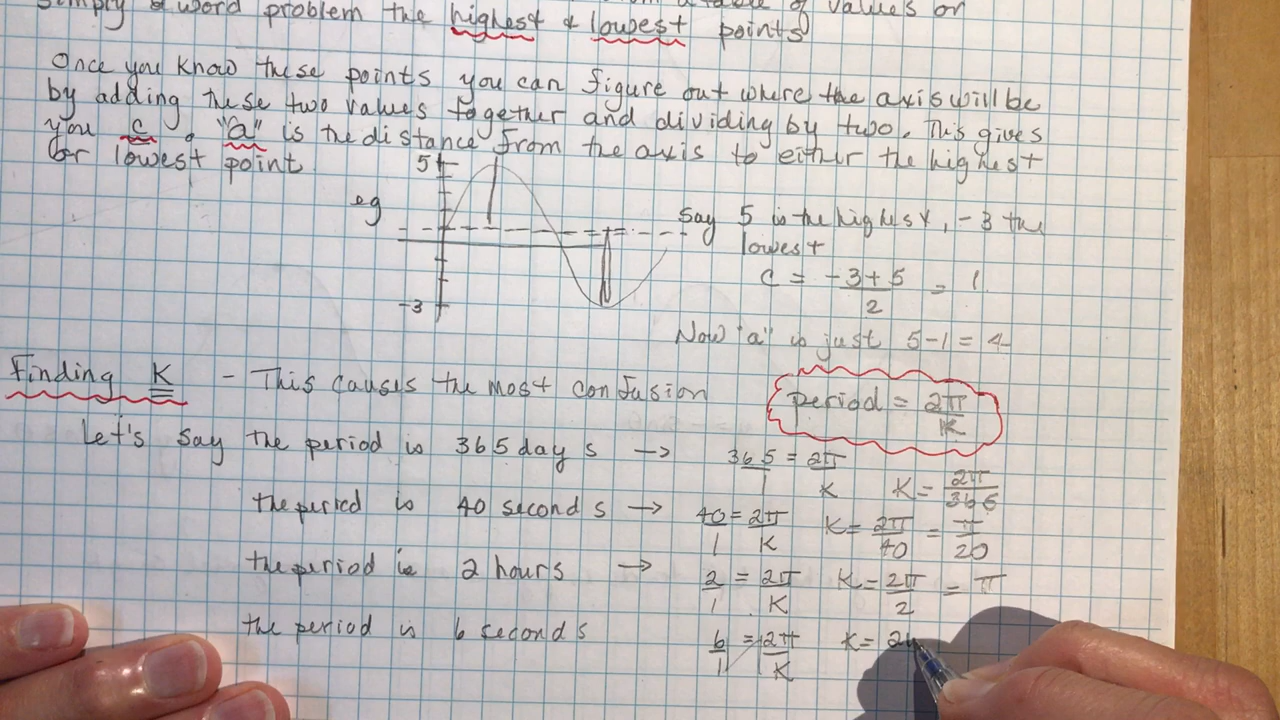 simply a word problem the highest & lowest points
values or
Once you know these points you can figure out where the axis will be
by adding these two values together and dividing by two. This gives
you c. "a" is the distance from the axis to either the highest
or lowest point.
5
eg
-3
Say 5 is the highest, -3 the
lowest
c = -3+5/2 = 1
Now "a" is just 5-1=4
Finding K - This causes the most confusion
period = 2π/K
Let's say the period is 365 days → 365/1 = 2π/K K = 2π/365
the period is 40 seconds → 40/1 = 2π/K K = 2π/40 = π/20
the period is 2 hours → 2/1 = 2π/K K = 2π/2 = π
the period is 6 seconds 6/1 = 2π/K K = 2